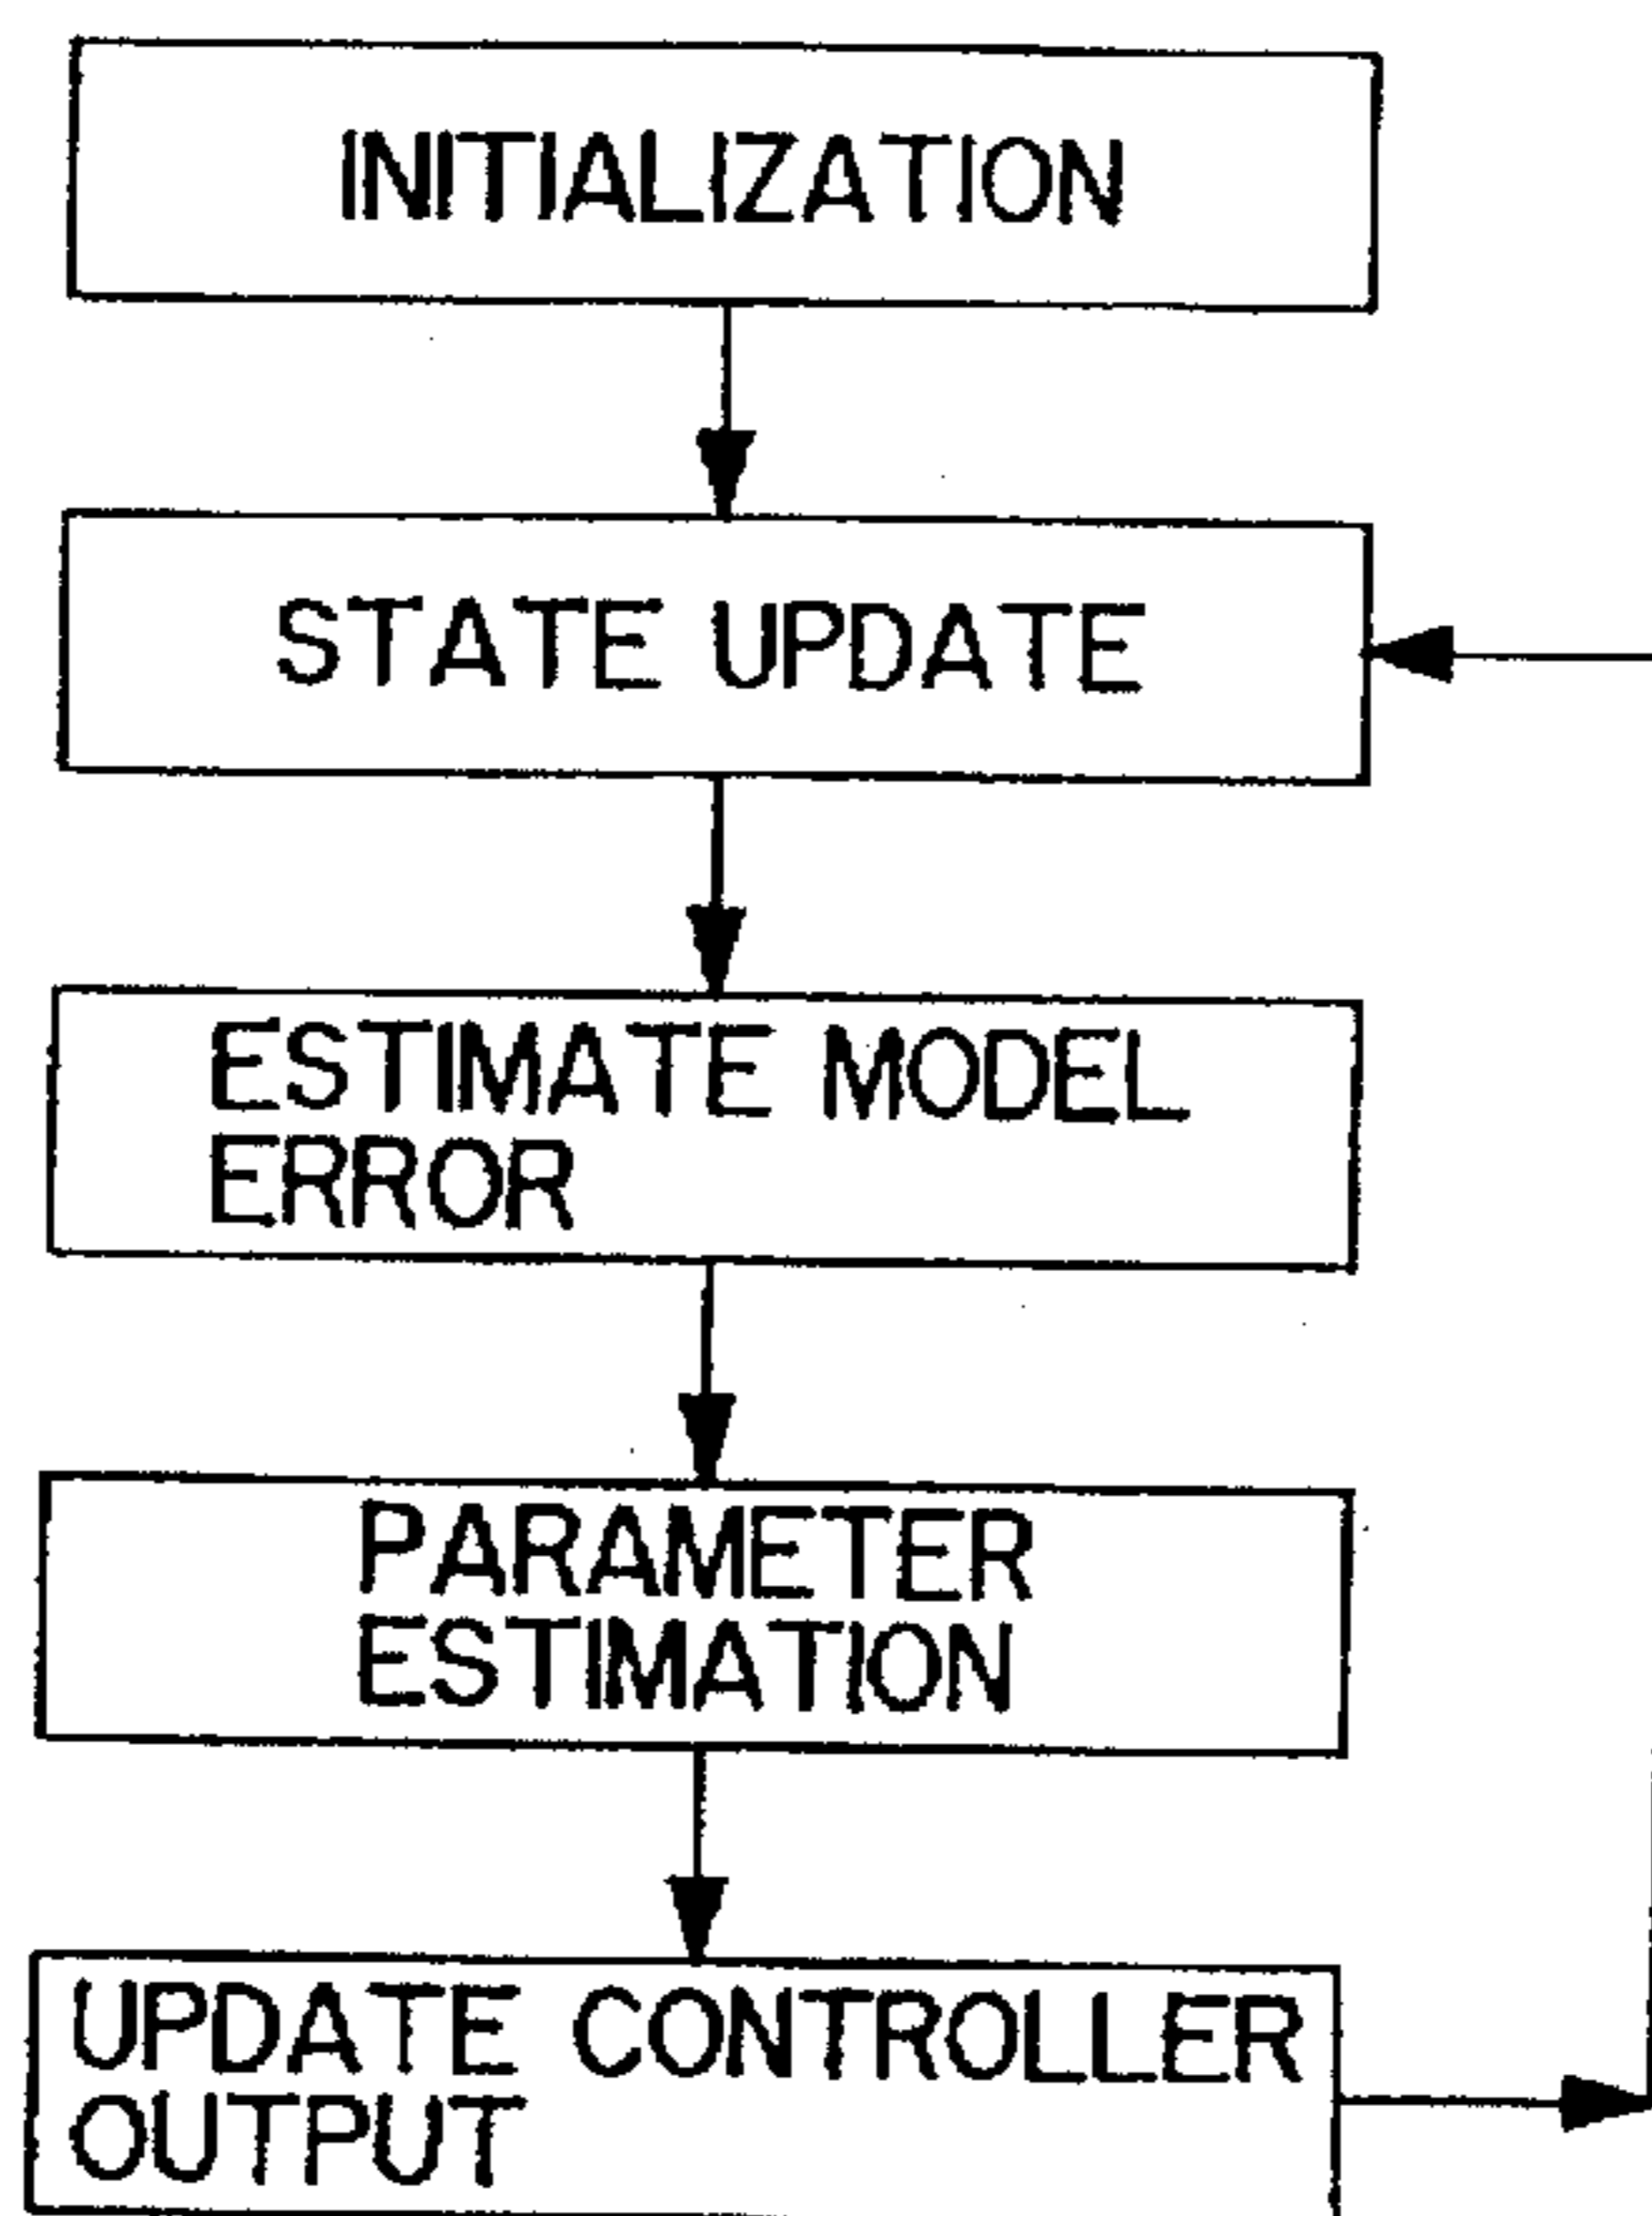 INITIALIZATION
STATE UPDATE
ESTIMATE MODEL
ERROR
PARAMETER
ESTIMATION
UPDATE CONTROLLER
OUTPUT